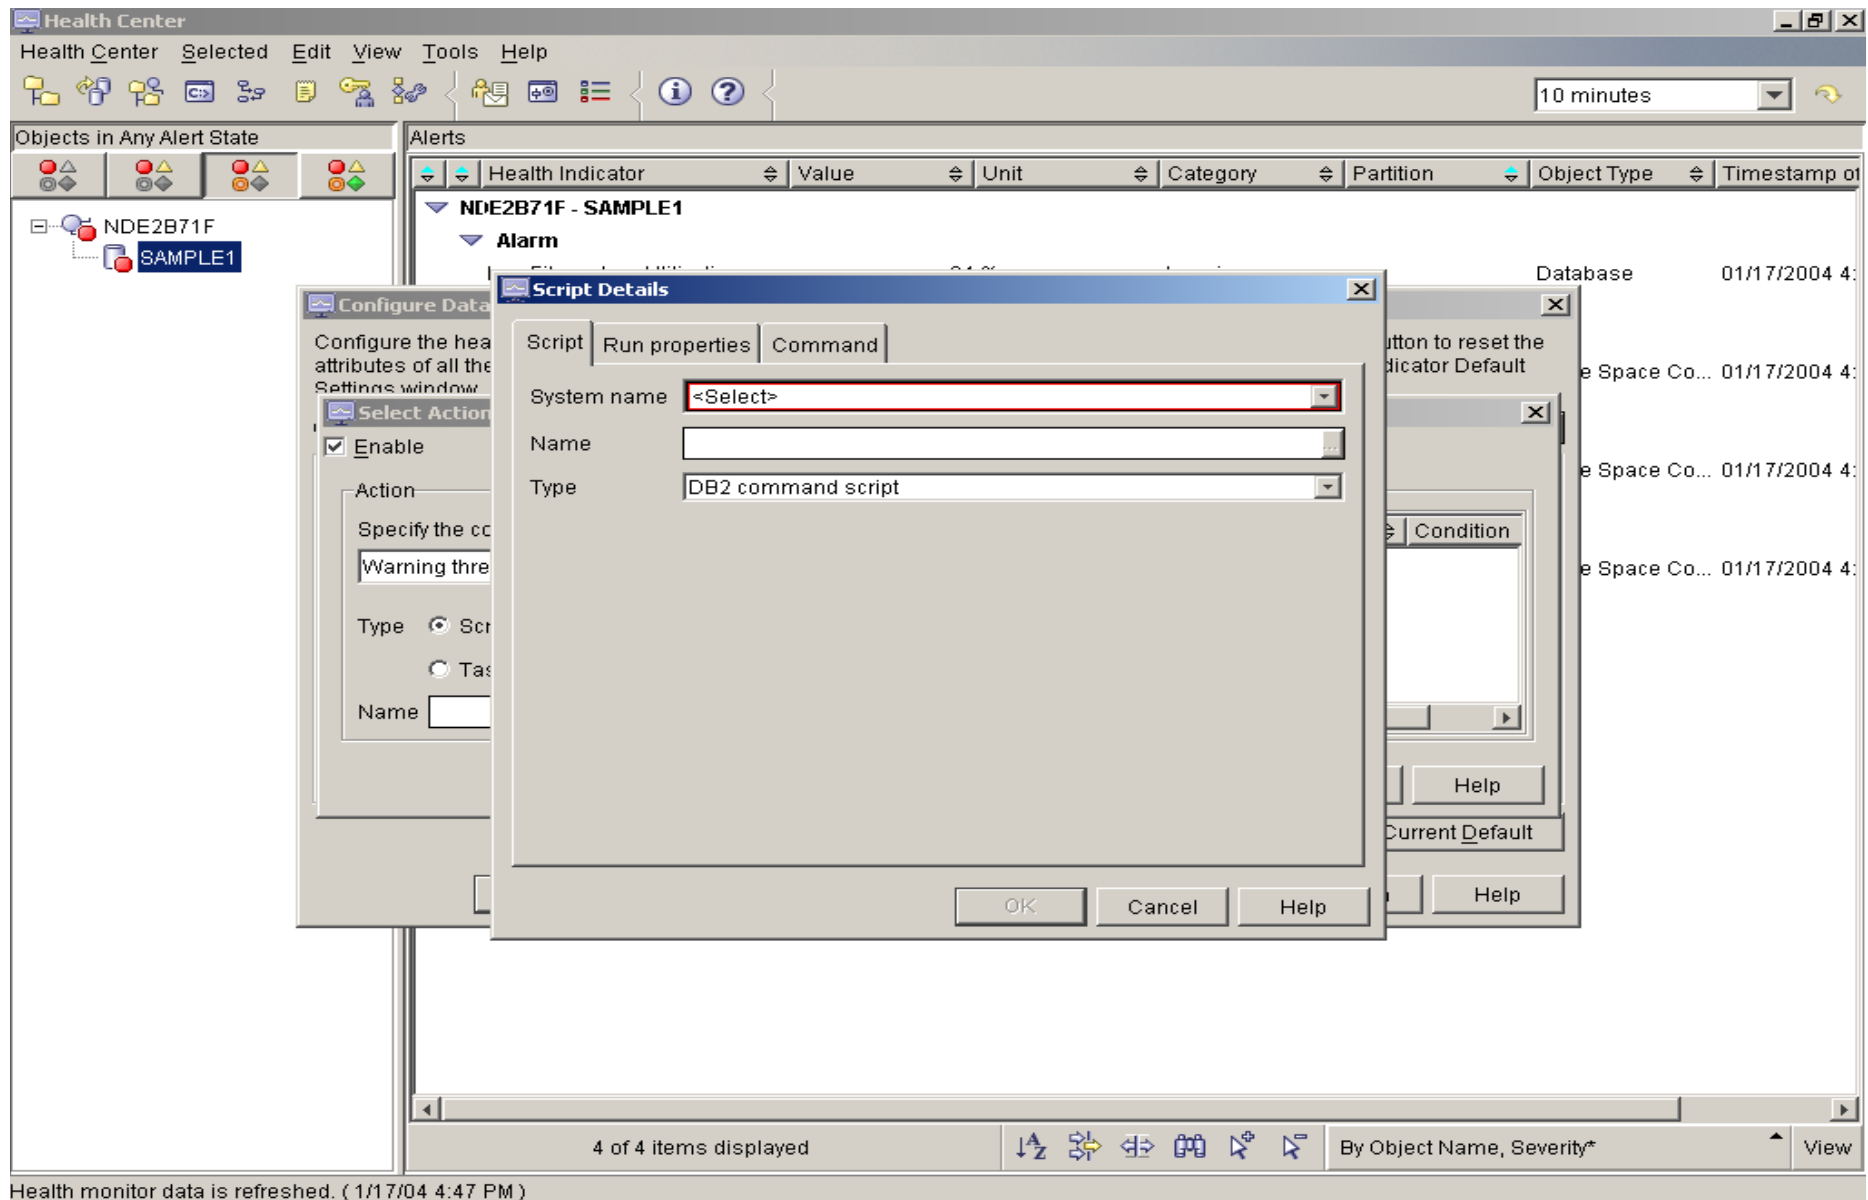 Health Center
Health Center Selected Edit View Tools Help
10 minutes
Objects in Any Alert State
Alerts
Health Indicator Value Unit Category Partition Object Type Timestamp of
NDE2B71F - SAMPLE1
NDE2B71F
Alarm
SAMPLE1
Database 01/17/2004 4:
Script Details
Configure Data
Configure the hea
attributes of all the
Settings window
utton to reset the
dicator Default
Script Run properties Command
e Space Co... 01/17/2004 4:
System name <Select>
Select Action
Enable
Name
...
e Space Co... 01/17/2004 4:
Action
Type DB2 command script
Specify the co
Condition
Warning thre
e Space Co... 01/17/2004 4:
Type Scr
Tas
Name
Help
Current Default
Help
OK Cancel Help
4 of 4 items displayed
By Object Name, Severity*
View
Health monitor data is refreshed. ( 1/17/04 4:47 PM )